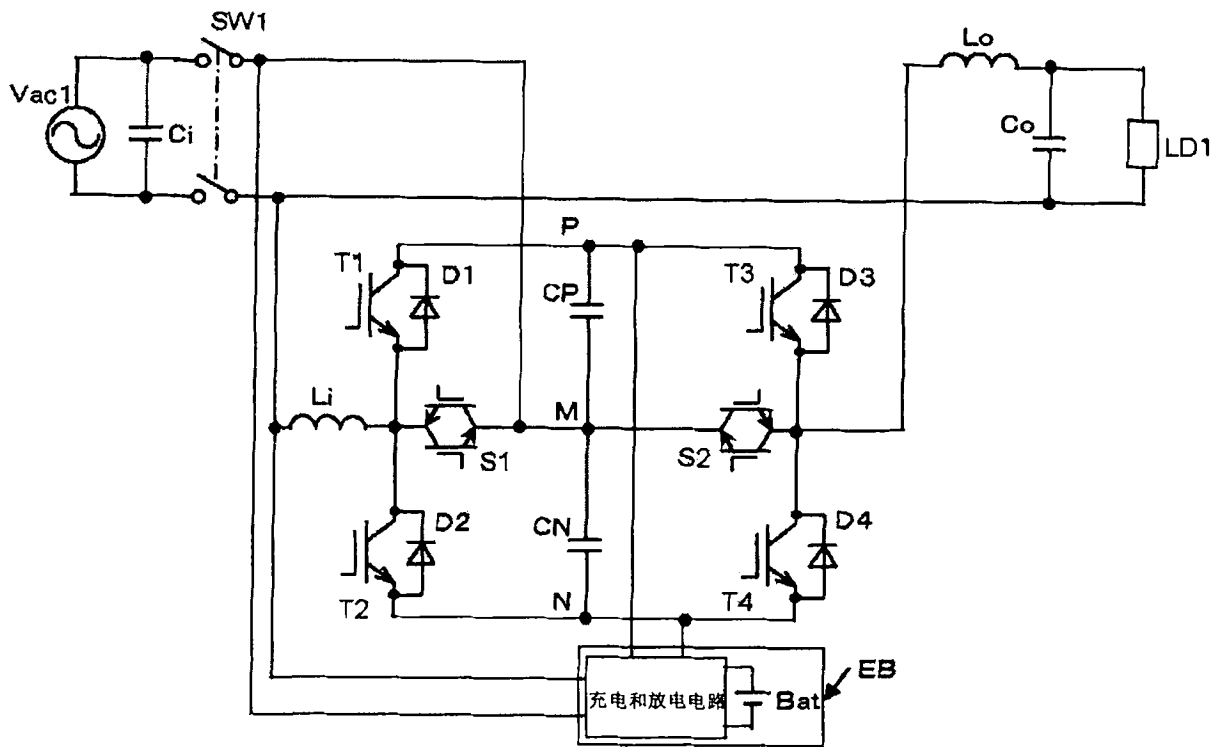 SW1
Lo
Vac1
Ci
Co
LD1
P
T1
D1
CP
T3
D3
Li
M
S1
S2
D2
CN
D4
T2
N
T4
EB
充电和放电电路
Bat